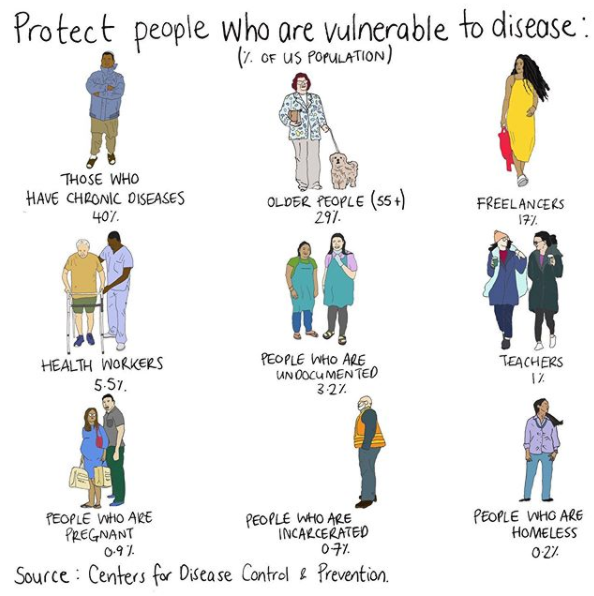 Protect people who are vulnerable to disease:
(% OF US POPULATION)
THOSE WHO
HAVE CHRONIC DISEASES
40%
OLDER PEOPLE (55+)
29%
FREELANCERS
17%
HEALTH WORKERS
5.5%
PEOPLE WHO ARE
UNDOCUMENTED
3.2%
TEACHERS
1%
PEOPLE WHO ARE
PREGNANT
0.9%
PEOPLE WHO ARE
INCARCERATED
0.7%
PEOPLE WHO ARE
HOMELESS
0.2%
Source: Centers for Disease Control & Prevention.